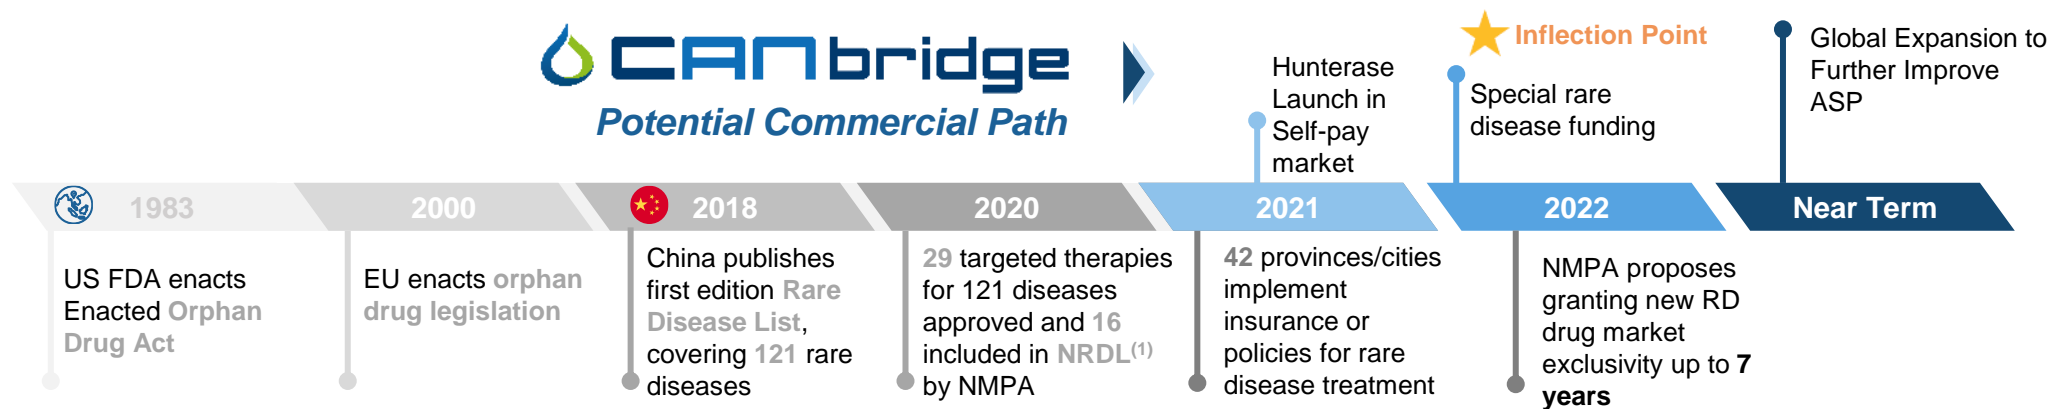 CANbridge
Potential Commercial Path
Hunterase
Launch in
Self-pay
market
Inflection Point
Special rare
disease funding
Global Expansion to
Further Improve
ASP
1983
2000
2018
2020
2021
2022
Near Term
US FDA enacts
Enacted Orphan
Drug Act
EU enacts orphan
drug legislation
China publishes
first edition Rare
Disease List,
covering 121 rare
diseases
29 targeted therapies
for 121 diseases
approved and 16
included in NRDL(1)
by NMPA
42 provinces/cities
implement
insurance or
policies for rare
disease treatment
NMPA proposes
granting new RD
drug market
exclusivity up to 7
years